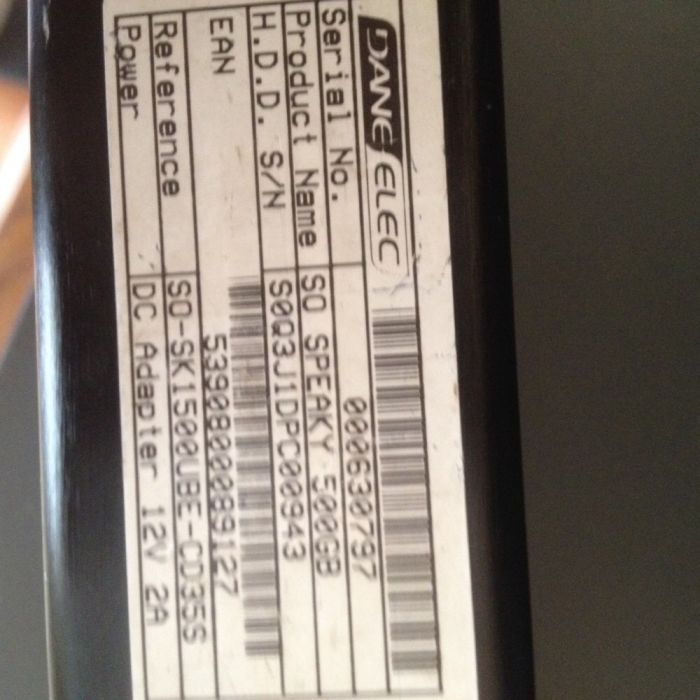 DANE ELEC
Serial No. 000630797
Product Name SO SPEAKY 500GB
H.D.D. S/N S0Q3J1DPC00943
EAN 5390800089127
Reference SO-SK1500UBE-CD35S
Power DC Adapter 12V 2A